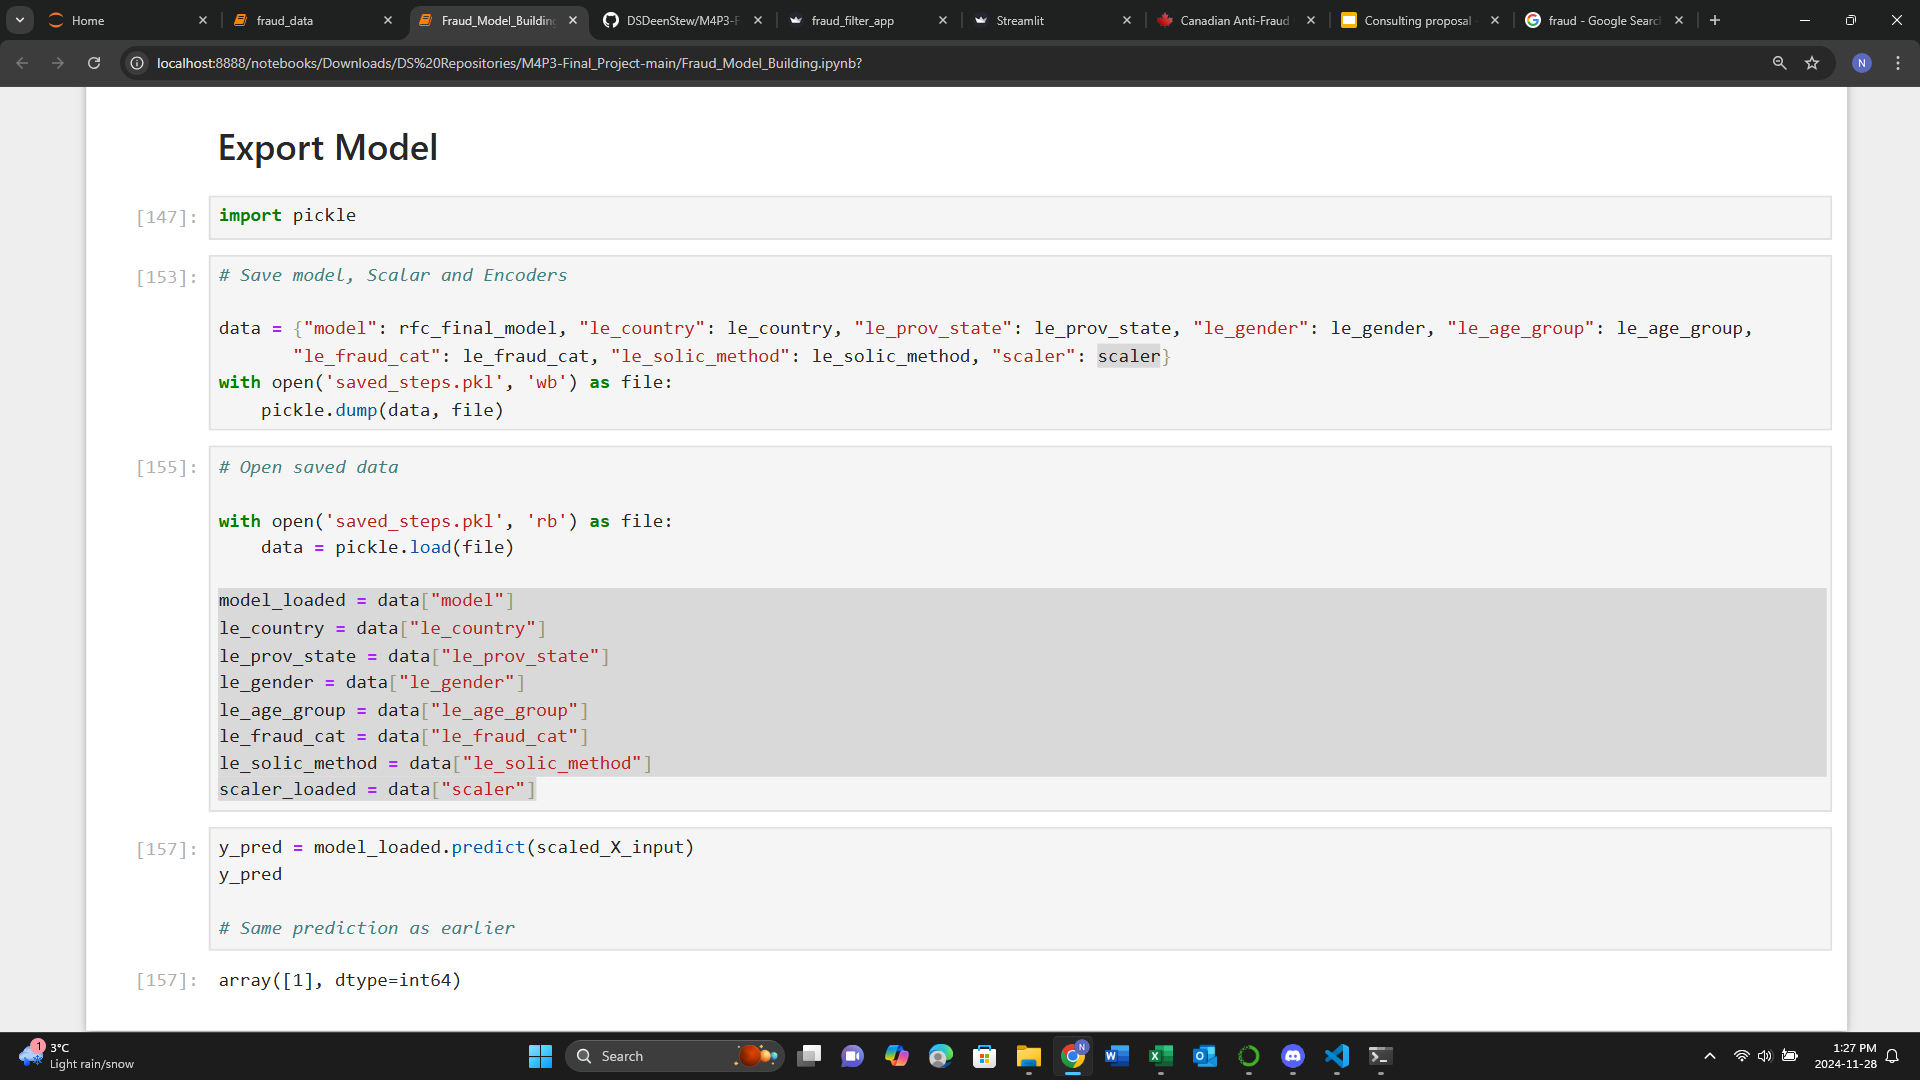 Home
fraud_data
Fraud_Model_Building
DSDeenStew/M4P3-F
fraud_filter_app
Streamlit
Canadian Anti-Fraud
Consulting proposal
fraud - Google Search
localhost:8888/notebooks/Downloads/DS%20Repositories/M4P3-Final_Project-main/Fraud_Model_Building.ipynb?
N
Export Model
[147]: import pickle
[153]: # Save model, Scalar and Encoders
data = {"model": rfc_final_model, "le_country": le_country, "le_prov_state": le_prov_state, "le_gender": le_gender, "le_age_group": le_age_group,
"le_fraud_cat": le_fraud_cat, "le_solic_method": le_solic_method, "scaler": scaler}
with open('saved_steps.pkl', 'wb') as file:
pickle.dump(data, file)
[155]: # Open saved data
with open('saved_steps.pkl', 'rb') as file:
data = pickle.load(file)
model_loaded = data["model"]
le_country = data["le_country"]
le_prov_state = data["le_prov_state"]
le_gender = data["le_gender"]
le_age_group = data["le_age_group"]
le_fraud_cat = data["le_fraud_cat"]
le_solic_method = data["le_solic_method"]
scaler_loaded = data["scaler"]
[157]: y_pred = model_loaded.predict(scaled_X_input)
y_pred
# Same prediction as earlier
[157]: array([1], dtype=int64)
1
3°C
Light rain/snow
Search
N
1:27 PM
2024-11-28